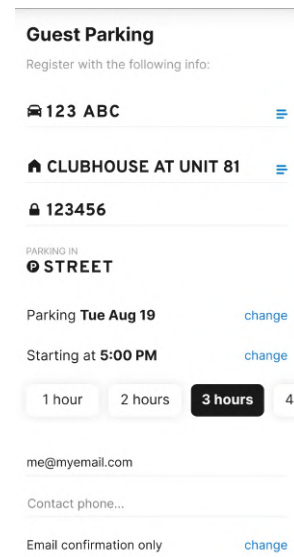 Guest Parking
Register with the following info:
123 ABC
CLUBHOUSE AT UNIT 81
123456
PARKING IN
P STREET
Parking Tue Aug 19 change
Starting at 5:00 PM change
1 hour 2 hours 3 hours 4
me@myemail.com
Contact phone...
Email confirmation only change